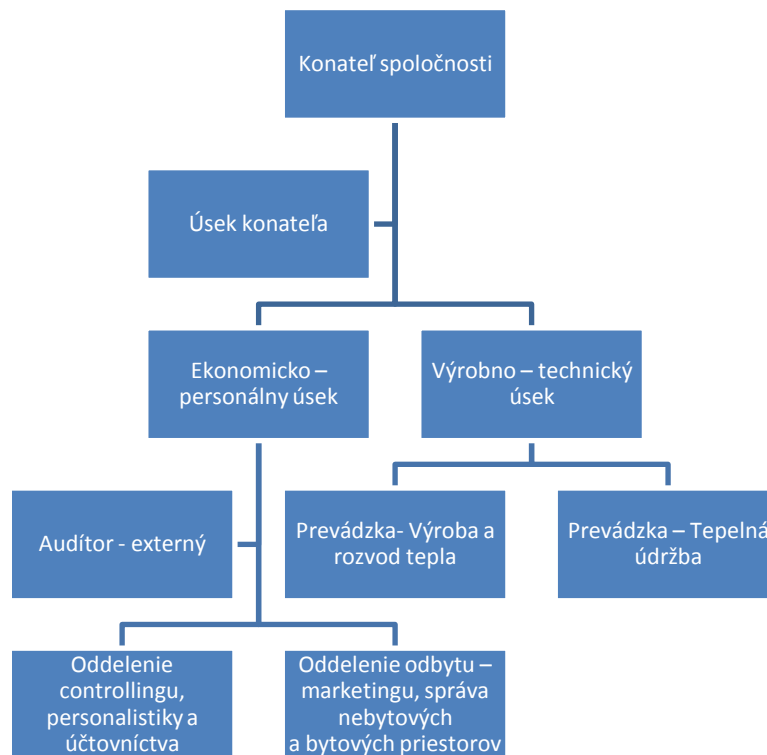 Konateľ spoločnosti
Úsek konateľa
Ekonomicko –
personálny úsek
Výrobno – technický
úsek
Audítor - externý
Prevádzka- Výroba a
rozvod tepla
Prevádzka – Tepelná
údržba
Oddelenie
controllingu,
personalistiky a
účtovníctva
Oddelenie odbytu –
marketingu, správa
nebytových
a bytových priestorov